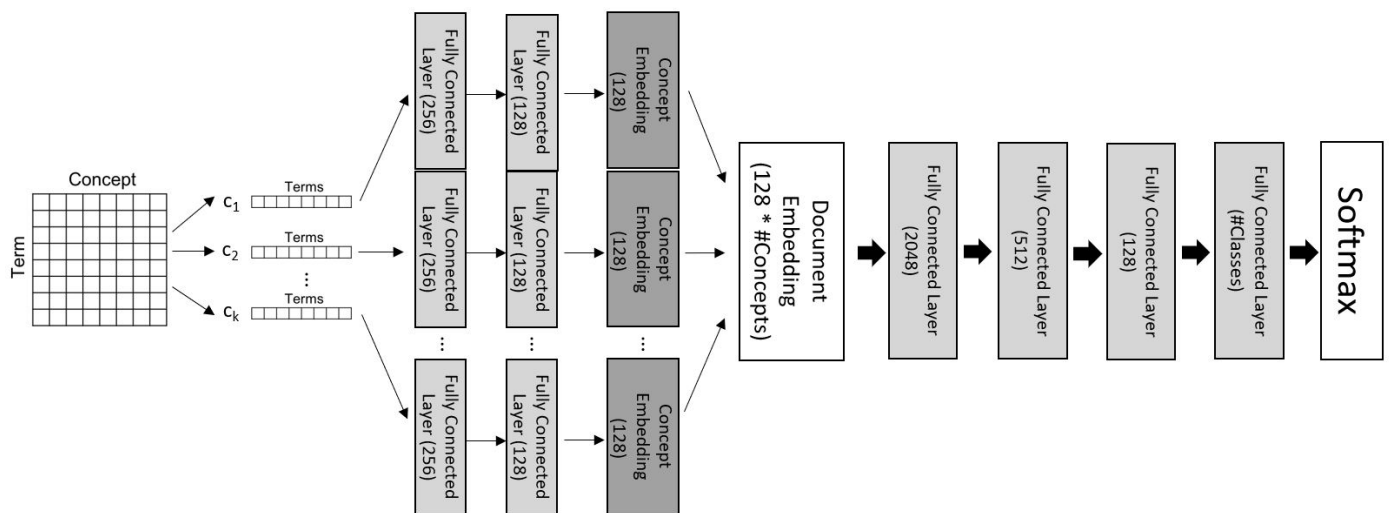 Concept
Term
c1
Terms
c2
Terms
...
ck
Terms
Fully Connected
Layer (256)
Fully Connected
Layer (128)
Concept
Embedding
(128)
Fully Connected
Layer (256)
Fully Connected
Layer (128)
Concept
Embedding
(128)
...
...
...
Fully Connected
Layer (256)
Fully Connected
Layer (128)
Concept
Embedding
(128)
Document
Embedding
(128 * #Concepts)
Fully Connected Layer
(2048)
Fully Connected Layer
(512)
Fully Connected Layer
(128)
Fully Connected Layer
(#Classes)
Softmax